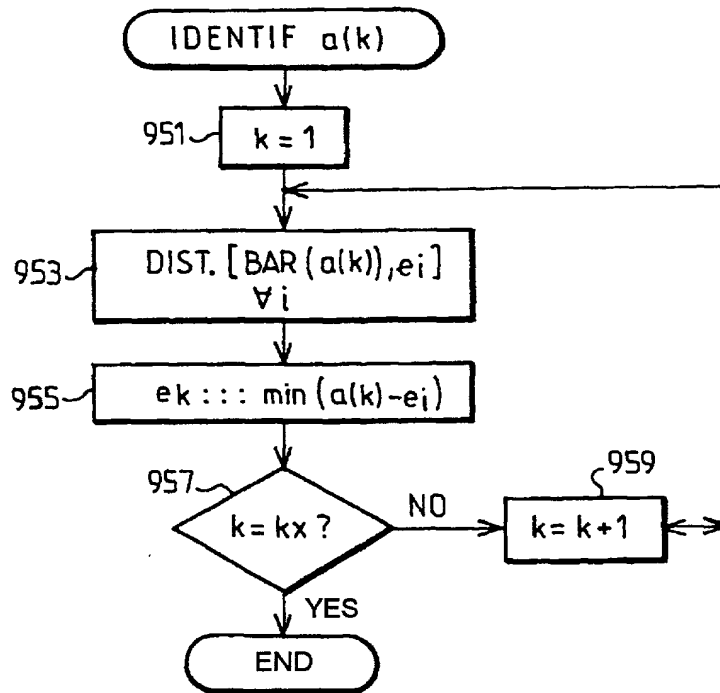 IDENTIF a(k)
951
k = 1
953
DIST. [BAR (a(k)), ei]
∀ i
955
ek ::: min (a(k) - ei)
957
k = kx ?
NO
959
k = k+1
YES
END